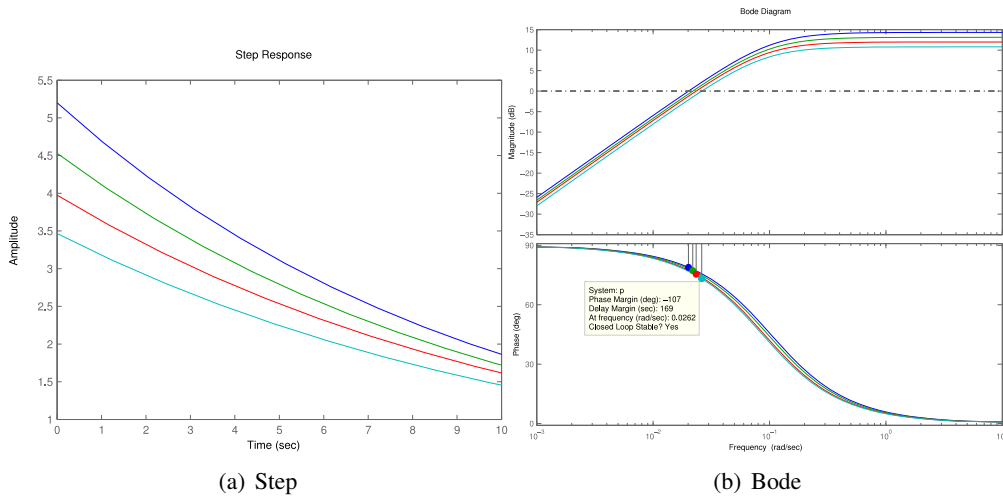 Step Response
Amplitude
5.5
5
4.5
4
3.5
3
2.5
2
1.5
1
0 1 2 3 4 5 6 7 8 9 10
Time (sec)
(a) Step
Bode Diagram
Magnitude (dB)
15
10
5
0
−5
−10
−15
−20
−25
−30
−35
Phase (deg)
90
60
30
0
System: p
Phase Margin (deg): −107
Delay Margin (sec): 169
At frequency (rad/sec): 0.0262
Closed Loop Stable? Yes
10⁻³ 10⁻² 10⁻¹ 10⁰ 10
Frequency (rad/sec)
(b) Bode